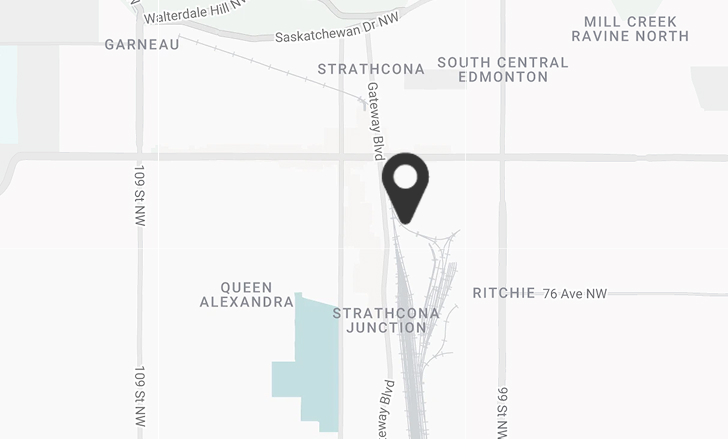 Walterdale Hill NW
Saskatchewan Dr NW
MILL CREEK
RAVINE NORTH
GARNEAU
STRATHCONA
SOUTH CENTRAL
EDMONTON
Gateway Blvd
109 St NW
QUEEN
ALEXANDRA
RITCHIE
76 Ave NW
STRATHCONA
JUNCTION
109 St NW
eway Blvd
99 St NW